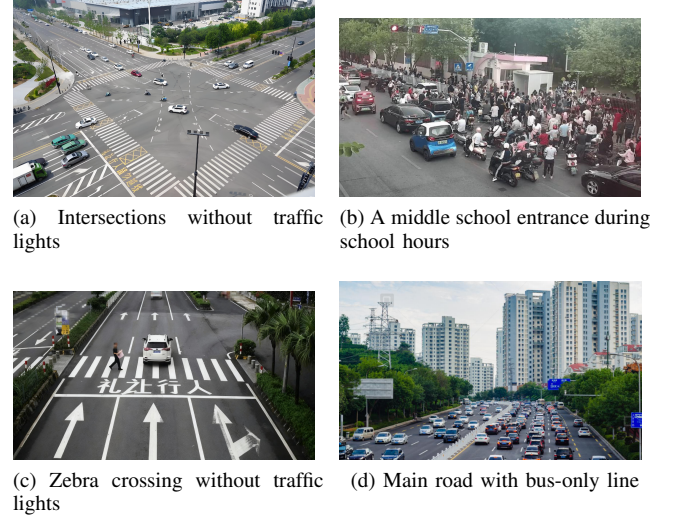 (a) Intersections without traffic
lights
(b) A middle school entrance during
school hours
礼让行人
(c) Zebra crossing without traffic
lights
(d) Main road with bus-only line